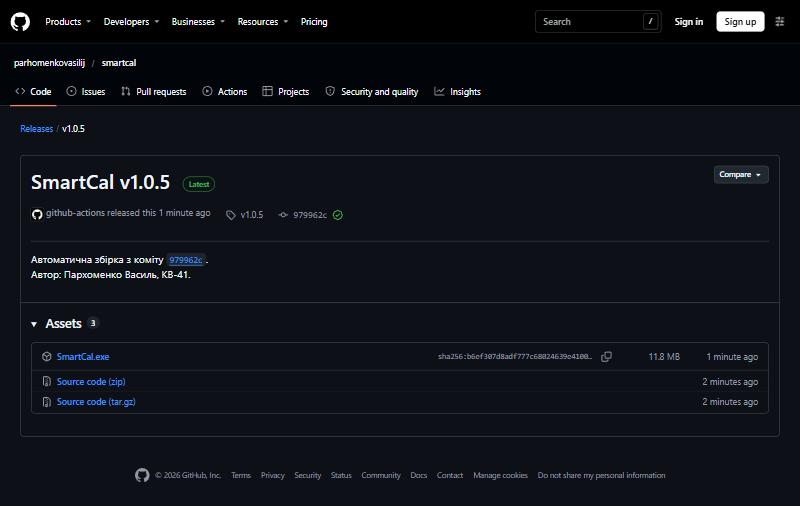 Products Developers Businesses Resources Pricing Search / Sign in Sign up
parhomenkovasilij / smartcal
Code Issues Pull requests Actions Projects Security and quality Insights
Releases / v1.0.5
SmartCal v1.0.5 Latest Compare
github-actions released this 1 minute ago v1.0.5 979962c
Автоматична збірка з коміту 979962c.
Автор: Пархоменко Василь, КВ-41.
Assets 3
SmartCal.exe sha256:b6ef307d8adf777c68024639e4100… 11.8 MB 1 minute ago
Source code (zip) 2 minutes ago
Source code (tar.gz) 2 minutes ago
© 2026 GitHub, Inc. Terms Privacy Security Status Community Docs Contact Manage cookies Do not share my personal information